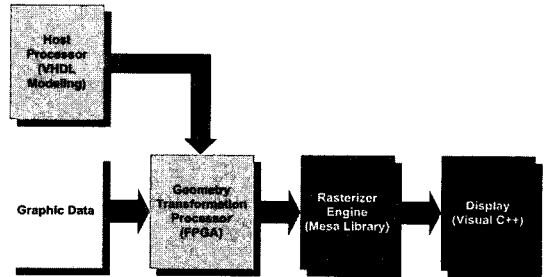 Host
Processor
(VHDL
Modeling)
Graphic Data
Geometry
Transformation
Processor
(FPGA)
Rasterizer
Engine
(Mesa Library)
Display
(Visual C++)